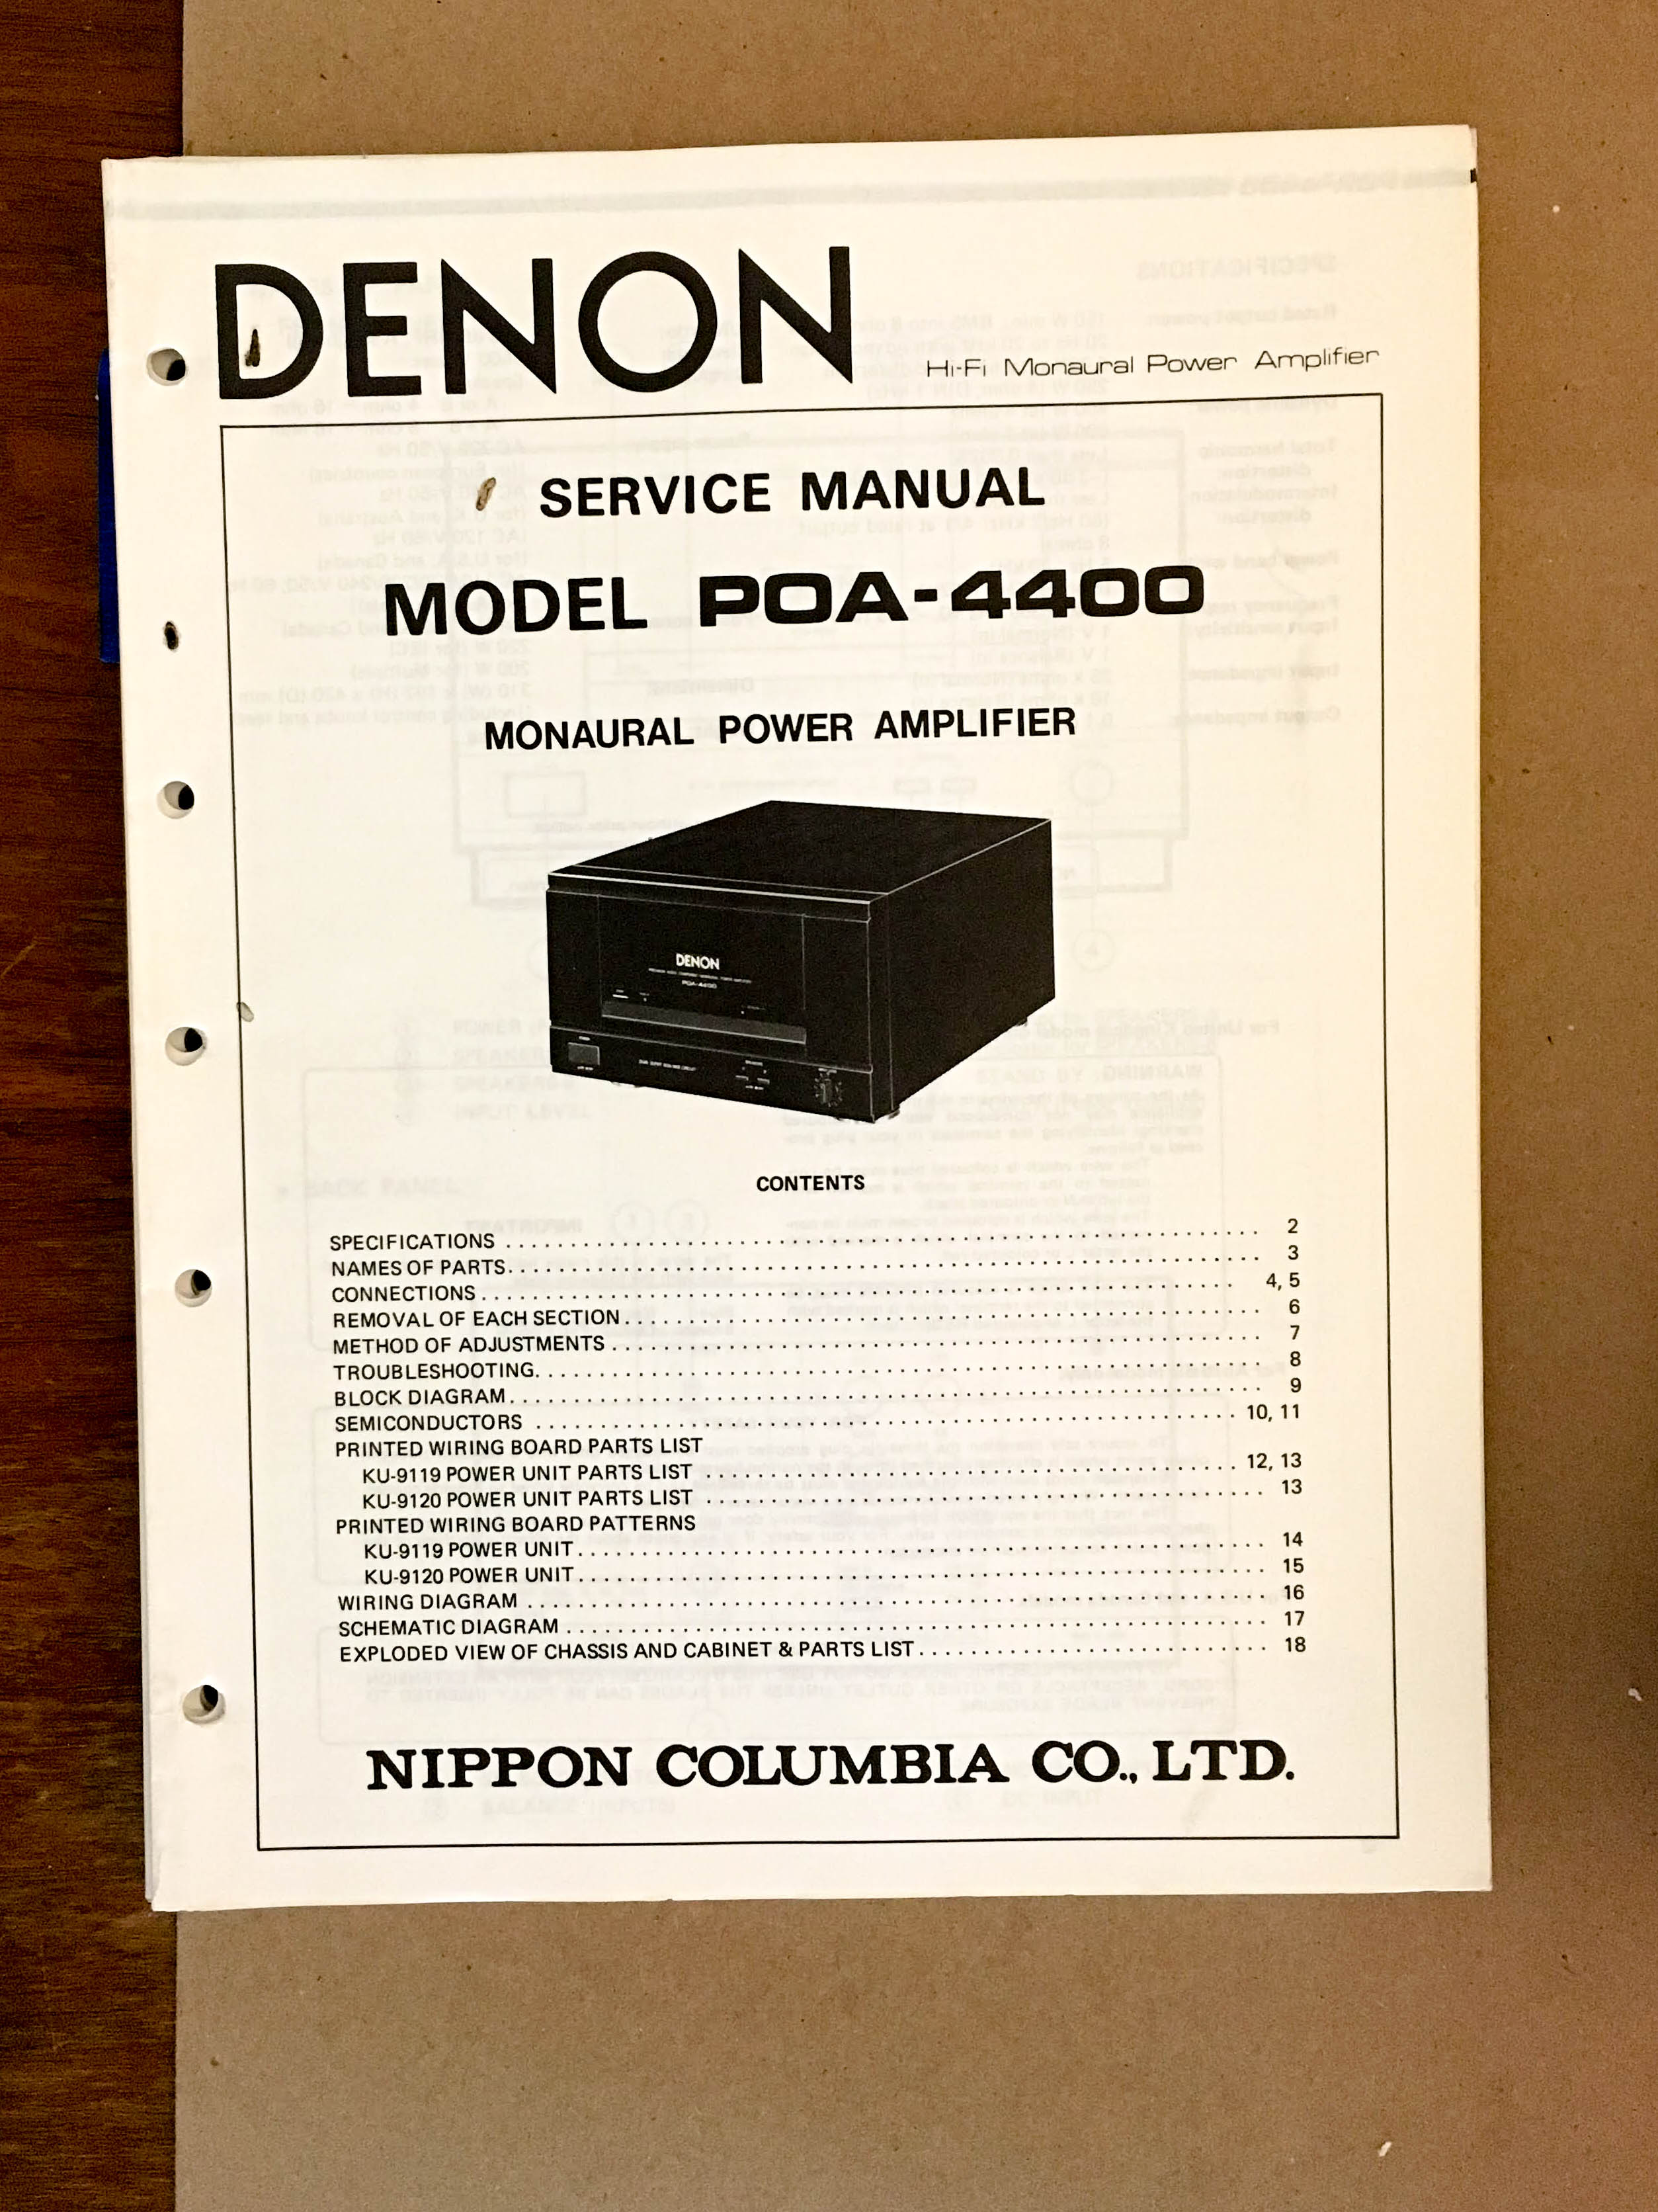 DENON
Hi-Fi Monaural Power Amplifier
SERVICE MANUAL
MODEL POA-4400
MONAURAL POWER AMPLIFIER
DENON
POA-4400
CONTENTS
SPECIFICATIONS . . . . . . . . . . 2
NAMES OF PARTS . . . . . . . . . . 3
CONNECTIONS . . . . . . . . . . 4, 5
REMOVAL OF EACH SECTION . . . . . . . . . . 6
METHOD OF ADJUSTMENTS . . . . . . . . . . 7
TROUBLESHOOTING . . . . . . . . . . 8
BLOCK DIAGRAM . . . . . . . . . . 9
SEMICONDUCTORS . . . . . . . . . . 10, 11
PRINTED WIRING BOARD PARTS LIST
KU-9119 POWER UNIT PARTS LIST . . . . . . . . . . 12, 13
KU-9120 POWER UNIT PARTS LIST . . . . . . . . . . 13
PRINTED WIRING BOARD PATTERNS
KU-9119 POWER UNIT . . . . . . . . . . 14
KU-9120 POWER UNIT . . . . . . . . . . 15
WIRING DIAGRAM . . . . . . . . . . 16
SCHEMATIC DIAGRAM . . . . . . . . . . 17
EXPLODED VIEW OF CHASSIS AND CABINET & PARTS LIST . . . . . . . . . . 18
NIPPON COLUMBIA CO., LTD.